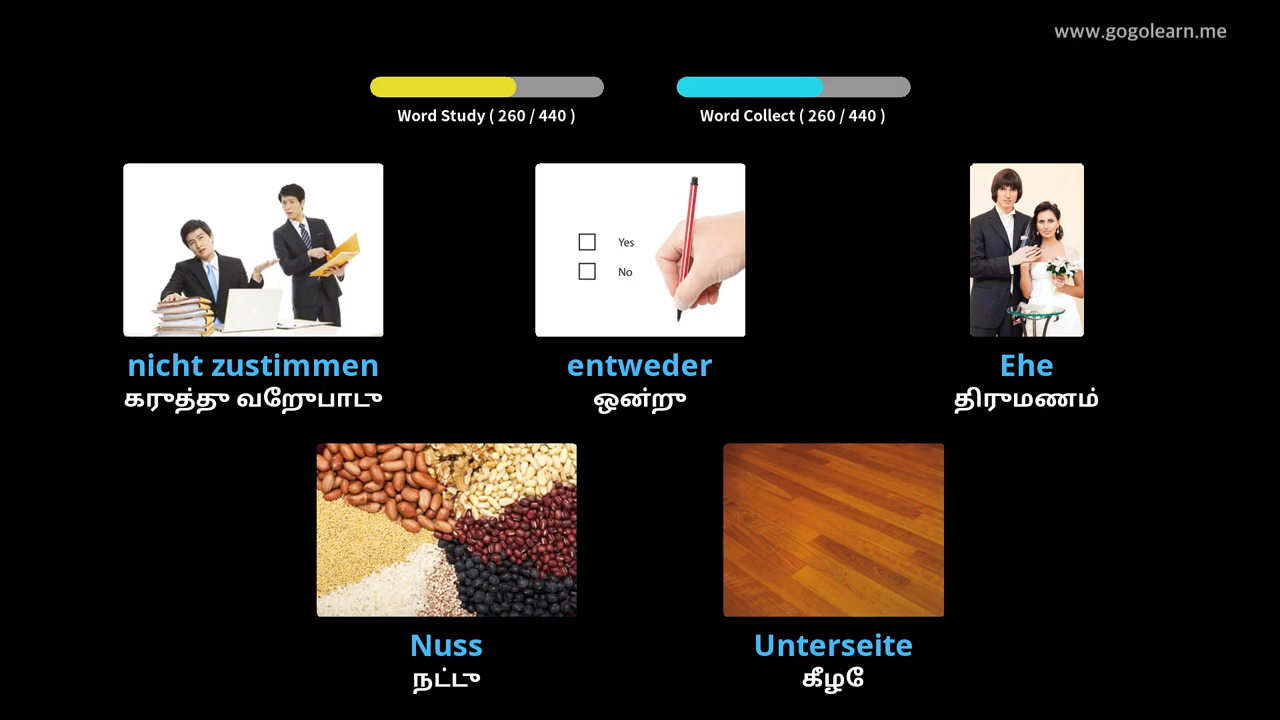 www.gogolearn.me
Word Study ( 260 / 440 )
Word Collect ( 260 / 440 )
Yes
No
nicht zustimmen
entweder
Ehe
கருத்து வேறுபாடு
ஒன்று
திருமணம்
Nuss
Unterseite
நட்டு
கீழே